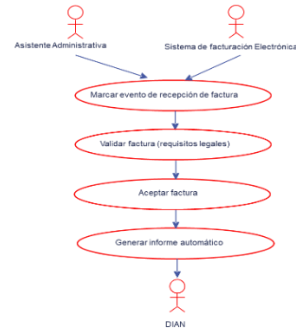 Asistente Administrativa
Sistema de facturación Electrónica
Marcar evento de recepción de factura
Validar factura (requisitos legales)
Aceptar factura
Generar informe automático
DIAN